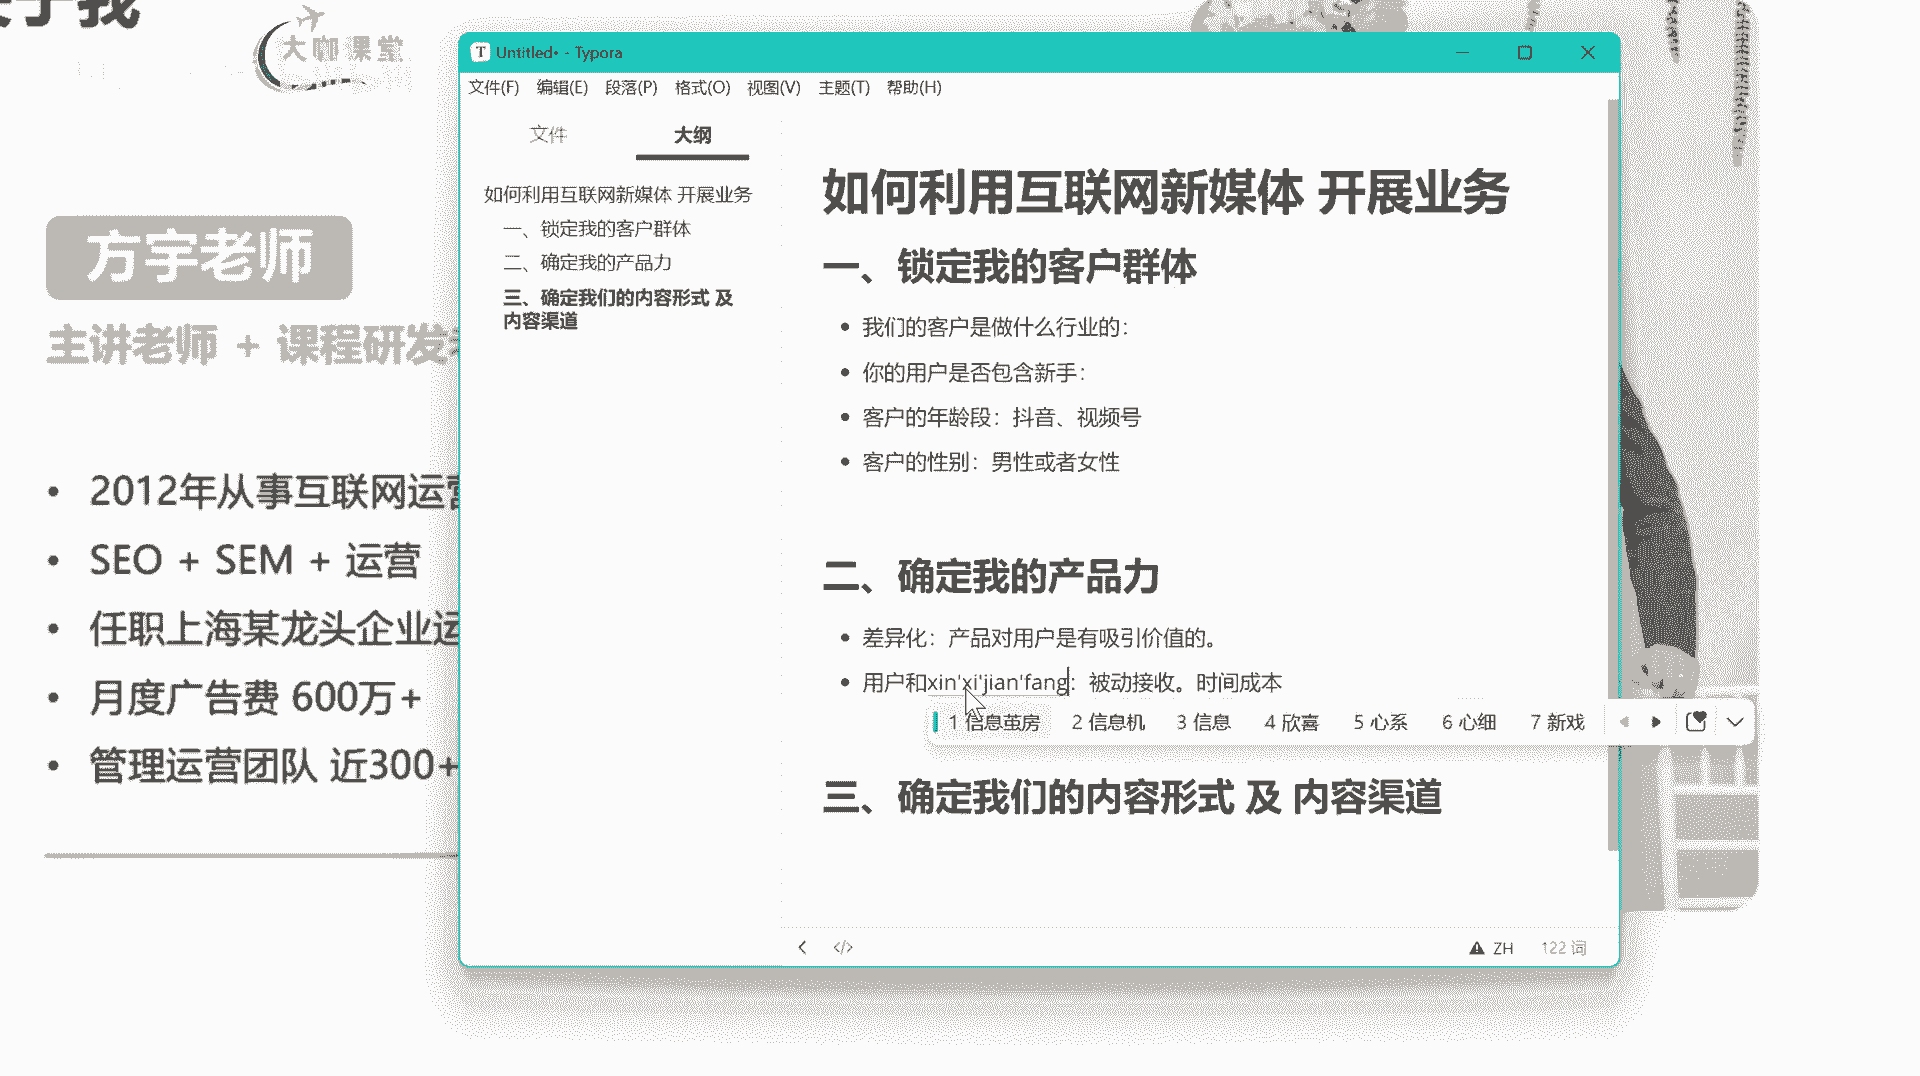 大咖课堂
方宇老师
主讲老师 + 课程研发
2012年从事互联网运营
SEO + SEM + 运营
任职上海某龙头企业运
月度广告费 600万+
管理运营团队 近300+
Untitled• - Typora
文件(F) 编辑(E) 段落(P) 格式(O) 视图(V) 主题(T) 帮助(H)
文件 大纲
如何利用互联网新媒体 开展业务
一、锁定我的客户群体
二、确定我的产品力
三、确定我们的内容形式 及
内容渠道
如何利用互联网新媒体 开展业务
一、锁定我的客户群体
我们的客户是做什么行业的：
你的用户是否包含新手：
客户的年龄段：抖音、视频号
客户的性别：男性或者女性
二、确定我的产品力
差异化：产品对用户是有吸引价值的。
用户和xin'xi'jian'fang：被动接收。时间成本
1 信息茧房 2 信息机 3 信息 4 欣喜 5 心系 6 心细 7 新戏
三、确定我们的内容形式 及 内容渠道
ZH 122 词